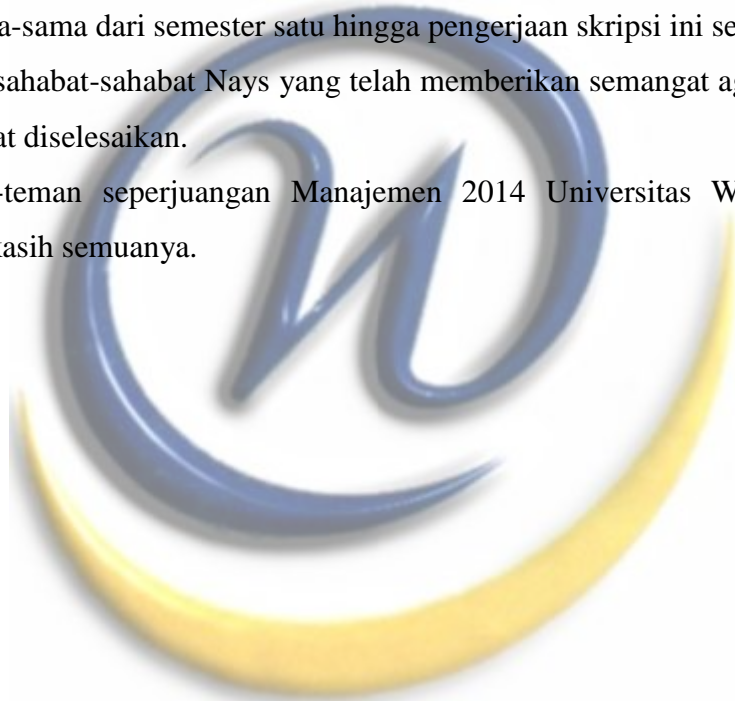 a-sama dari semester satu hingga pengerjaan skripsi ini se
sahabat-sahabat Nays yang telah memberikan semangat ag
at diselesaikan.
-teman seperjuangan Manajemen 2014 Universitas W
kasih semuanya.